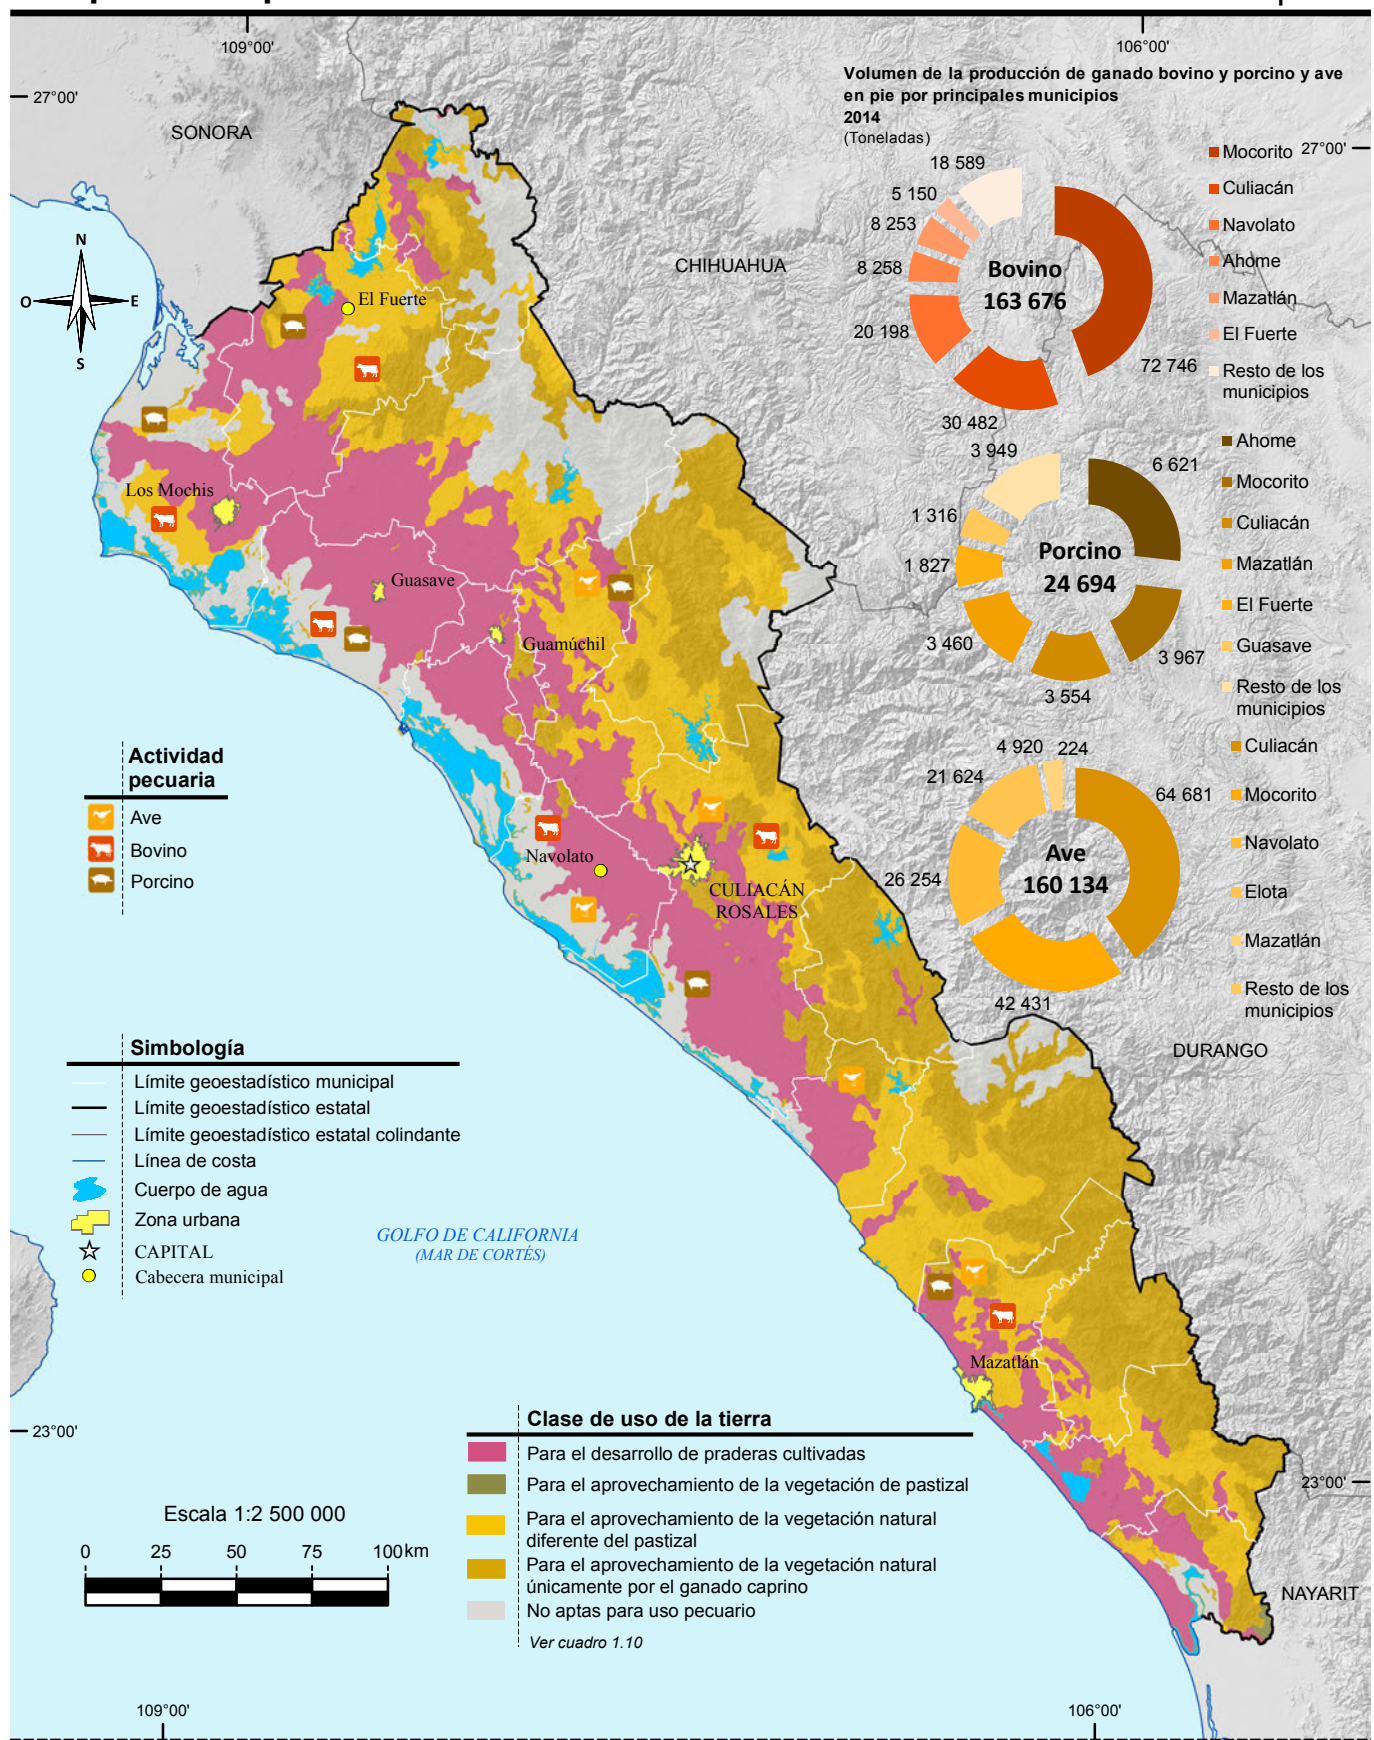 109°00'
106°00'
27°00'
27°00'
SONORA
CHIHUAHUA
Volumen de la producción de ganado bovino y porcino y ave
en pie por principales municipios
2014
(Toneladas)
18 589
5 150
8 253
8 258
20 198
30 482
72 746
Bovino
163 676
Mocorito
Culiacán
Navolato
Ahome
Mazatlán
El Fuerte
Resto de los
municipios
3 949
1 316
1 827
3 460
3 554
3 967
6 621
Porcino
24 694
Ahome
Mocorito
Culiacán
Mazatlán
El Fuerte
Guasave
Resto de los
municipios
4 920
224
21 624
64 681
26 254
42 431
Ave
160 134
Culiacán
Mocorito
Navolato
Elota
Mazatlán
Resto de los
municipios
N
O
E
S
El Fuerte
Los Mochis
Guasave
Guamúchil
Navolato
CULIACÁN
ROSALES
Mazatlán
DURANGO
NAYARIT
Actividad
pecuaria
Ave
Bovino
Porcino
Simbología
Límite geoestadístico municipal
Límite geoestadístico estatal
Límite geoestadístico estatal colindante
Línea de costa
Cuerpo de agua
Zona urbana
CAPITAL
Cabecera municipal
GOLFO DE CALIFORNIA
(MAR DE CORTÉS)
23°00'
23°00'
Clase de uso de la tierra
Para el desarrollo de praderas cultivadas
Para el aprovechamiento de la vegetación de pastizal
Para el aprovechamiento de la vegetación natural
diferente del pastizal
Para el aprovechamiento de la vegetación natural
únicamente por el ganado caprino
No aptas para uso pecuario
Ver cuadro 1.10
Escala 1:2 500 000
0 25 50 75 100 km
109°00'
106°00'